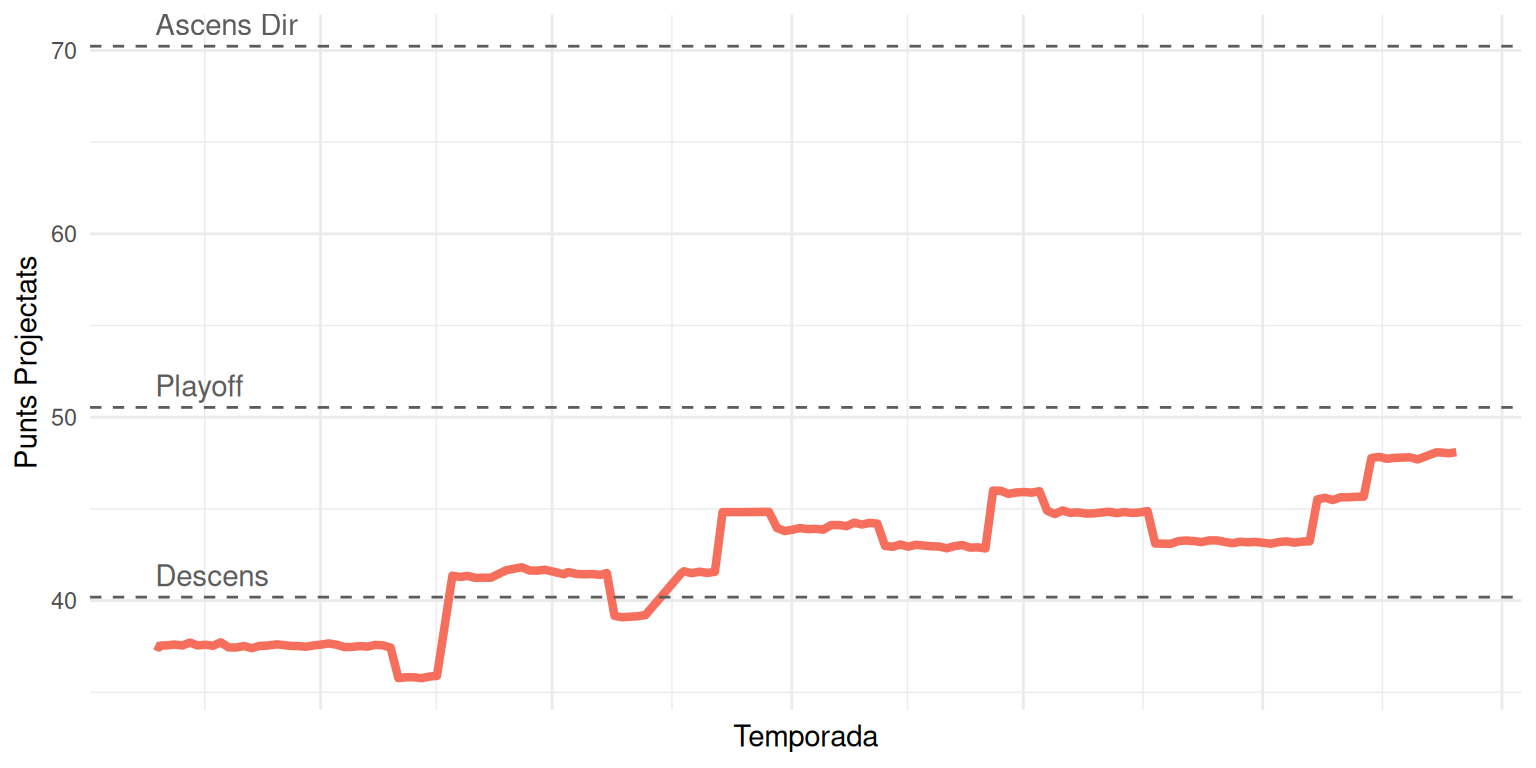 Ascens Dir
70
60
Punts Projectats
Playoff
50
Descens
40
Temporada